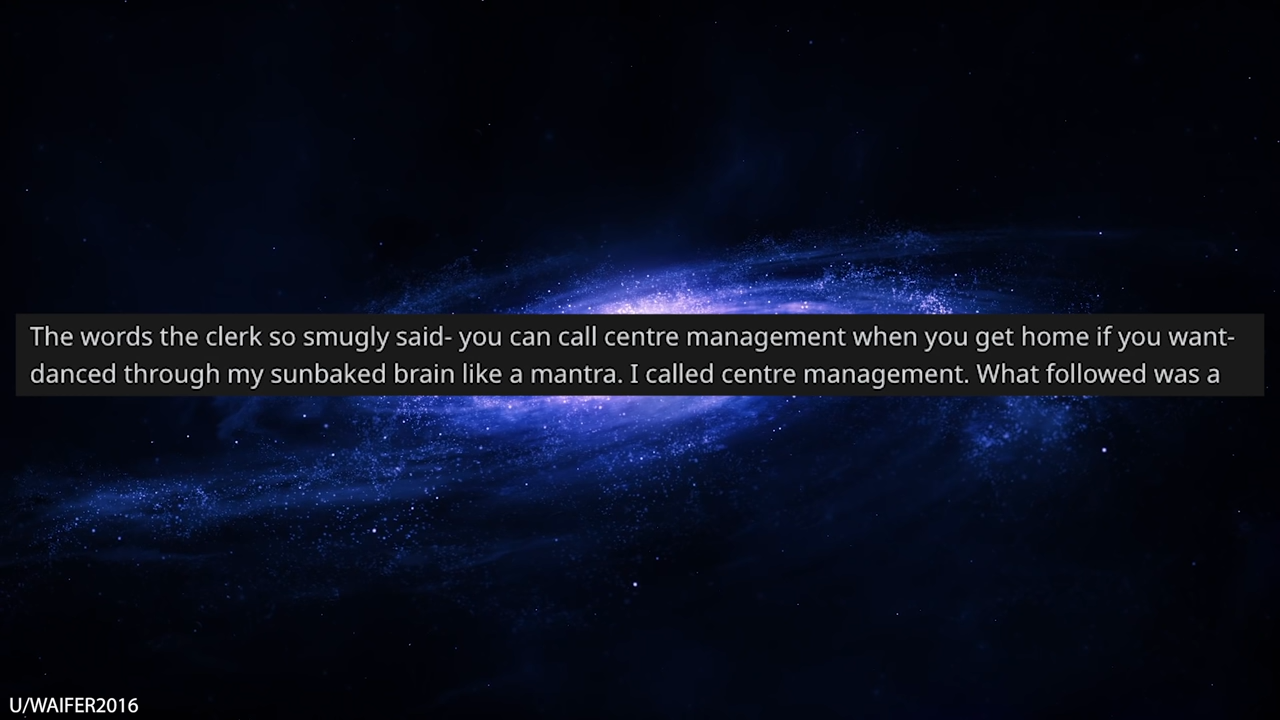 The words the clerk so smugly said- you can call centre management when you get home if you want-
danced through my sunbaked brain like a mantra. I called centre management. What followed was a
U/WAIFER2016